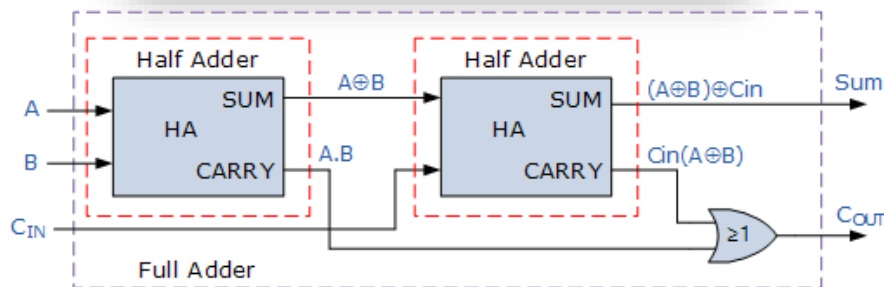 Half Adder
Half Adder
A⊕B
(A⊕B)⊕Cin
Sum
SUM
SUM
A
HA
HA
B
A.B
Cin(A⊕B)
CARRY
CARRY
CIN
COUT
≥1
Full Adder